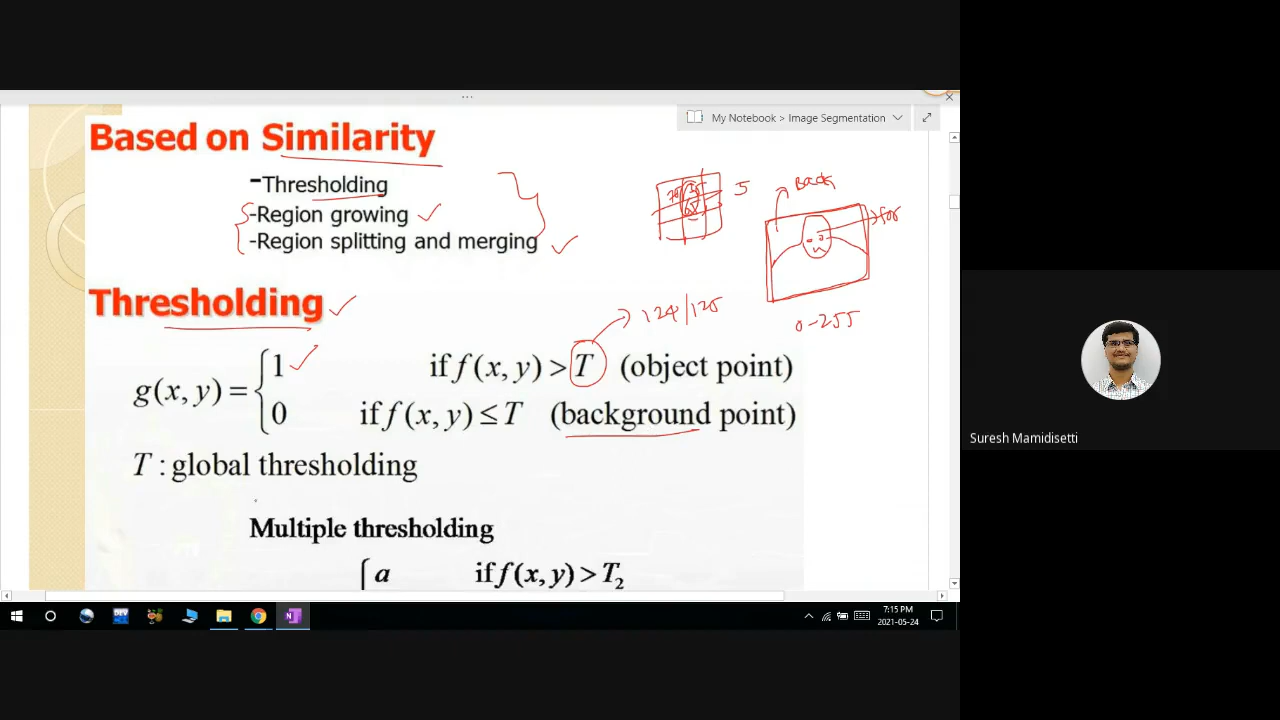 My Notebook > Image Segmentation
Based on Similarity
-Thresholding
-Region growing
-Region splitting and merging
5
Back
for
0-255
Thresholding
124/125
g(x, y) = { 1 if f(x, y) > T (object point)
0 if f(x, y) ≤ T (background point)
T : global thresholding
Multiple thresholding
a if f(x, y) > T₂
Suresh Mamidisetti
DEV
7:15 PM
2021-05-24